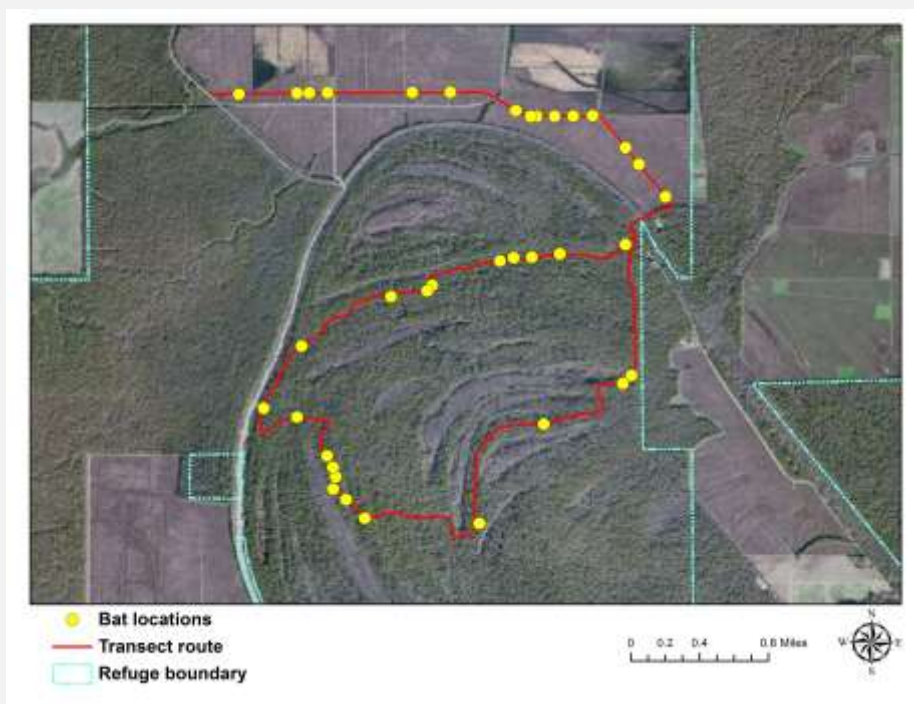 Bat locations
Transect route
Refuge boundary
0 0.2 0.4 0.8 Miles
N
W
E
S